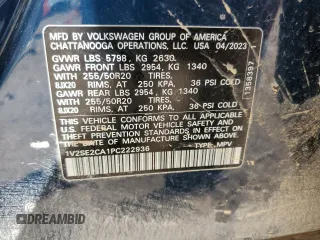 MFD. BY VOLKSWAGEN GROUP OF AMERICA
CHATTANOOGA OPERATIONS, LLC. USA 04/2023
GVWR LBS 5798, KG 2630.
GAWR FRONT LBS 2954, KG 1340
WITH 255/50R20 TIRES,
8JX20 RIMS, AT KPA 250 36 PSI COLD
GAWR REAR LBS 2954, KG 1340
WITH 255/50R20 TIRES,
8JX20 RIMS, AT KPA 250 36 PSI COLD
THIS VEHICLE CONFORMS TO ALL APPLICABLE
FEDERAL MOTOR VEHICLE SAFETY AND
THEFT PREVENTION STANDARDS IN EFFECT ON THE
DATE OF MANUFACTURE SHOWN ABOVE.
1V2SE2CA1PC222936 TYPE: MPV
© DREAMBID
DREAMBID.COM